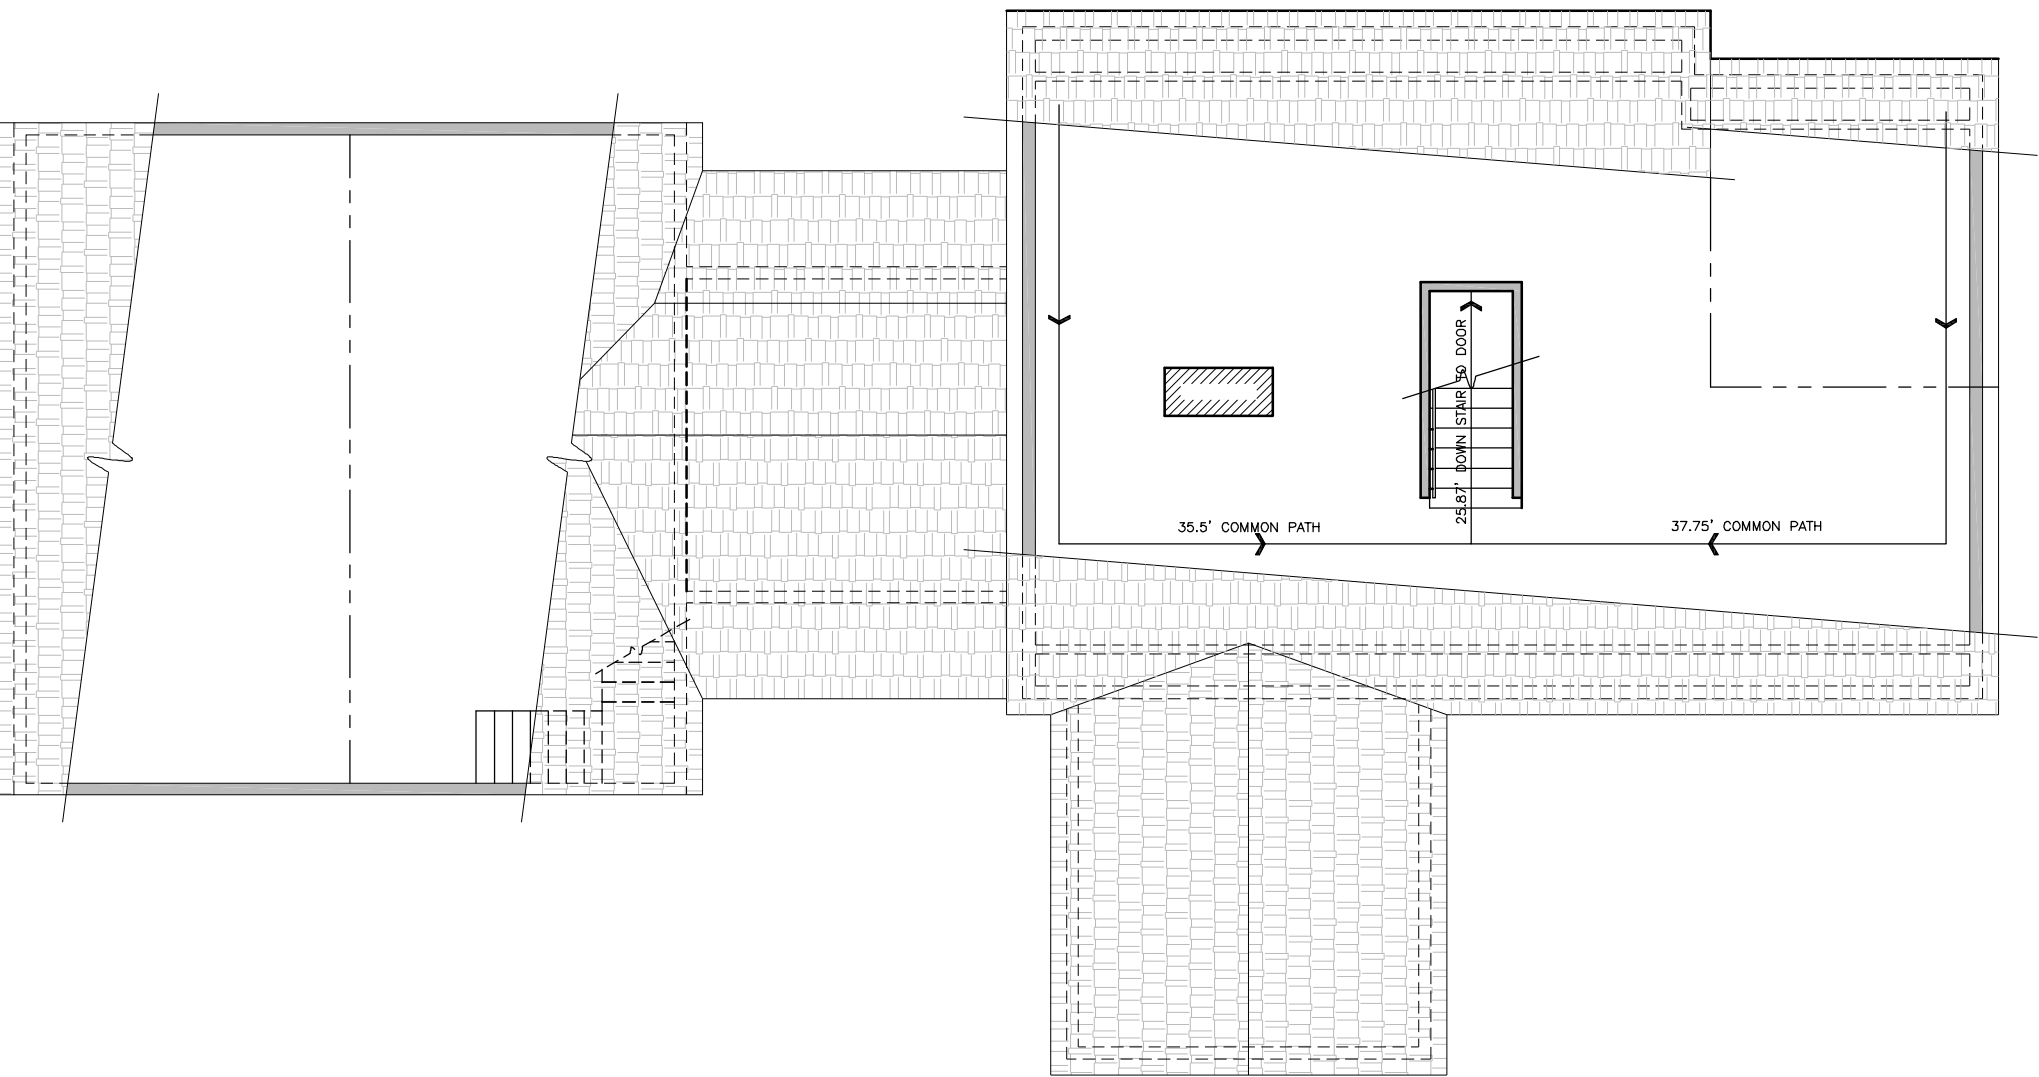 25.87' DOWN STAIR TO DOOR
35.5' COMMON PATH
37.75' COMMON PATH